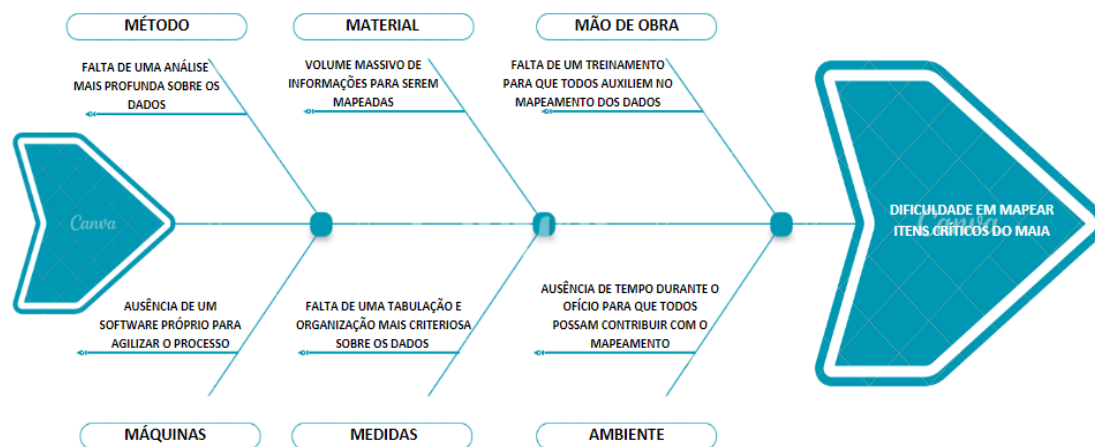 MÉTODO
MATERIAL
MÃO DE OBRA
FALTA DE UMA ANÁLISE
MAIS PROFUNDA SOBRE OS
DADOS
VOLUME MASSIVO DE
INFORMAÇÕES PARA SEREM
MAPEADAS
FALTA DE UM TREINAMENTO
PARA QUE TODOS AUXILIEM NO
MAPEAMENTO DOS DADOS
Canva
DIFICULDADE EM MAPEAR
ITENS CRÍTICOS DO MAIA
AUSÊNCIA DE UM
SOFTWARE PRÓPRIO PARA
AGILIZAR O PROCESSO
FALTA DE UMA TABULAÇÃO E
ORGANIZAÇÃO MAIS CRITERIOSA
SOBRE OS DADOS
AUSÊNCIA DE TEMPO DURANTE O
OFÍCIO PARA QUE TODOS
POSSAM CONTRIBUIR COM O
MAPEAMENTO
MÁQUINAS
MEDIDAS
AMBIENTE